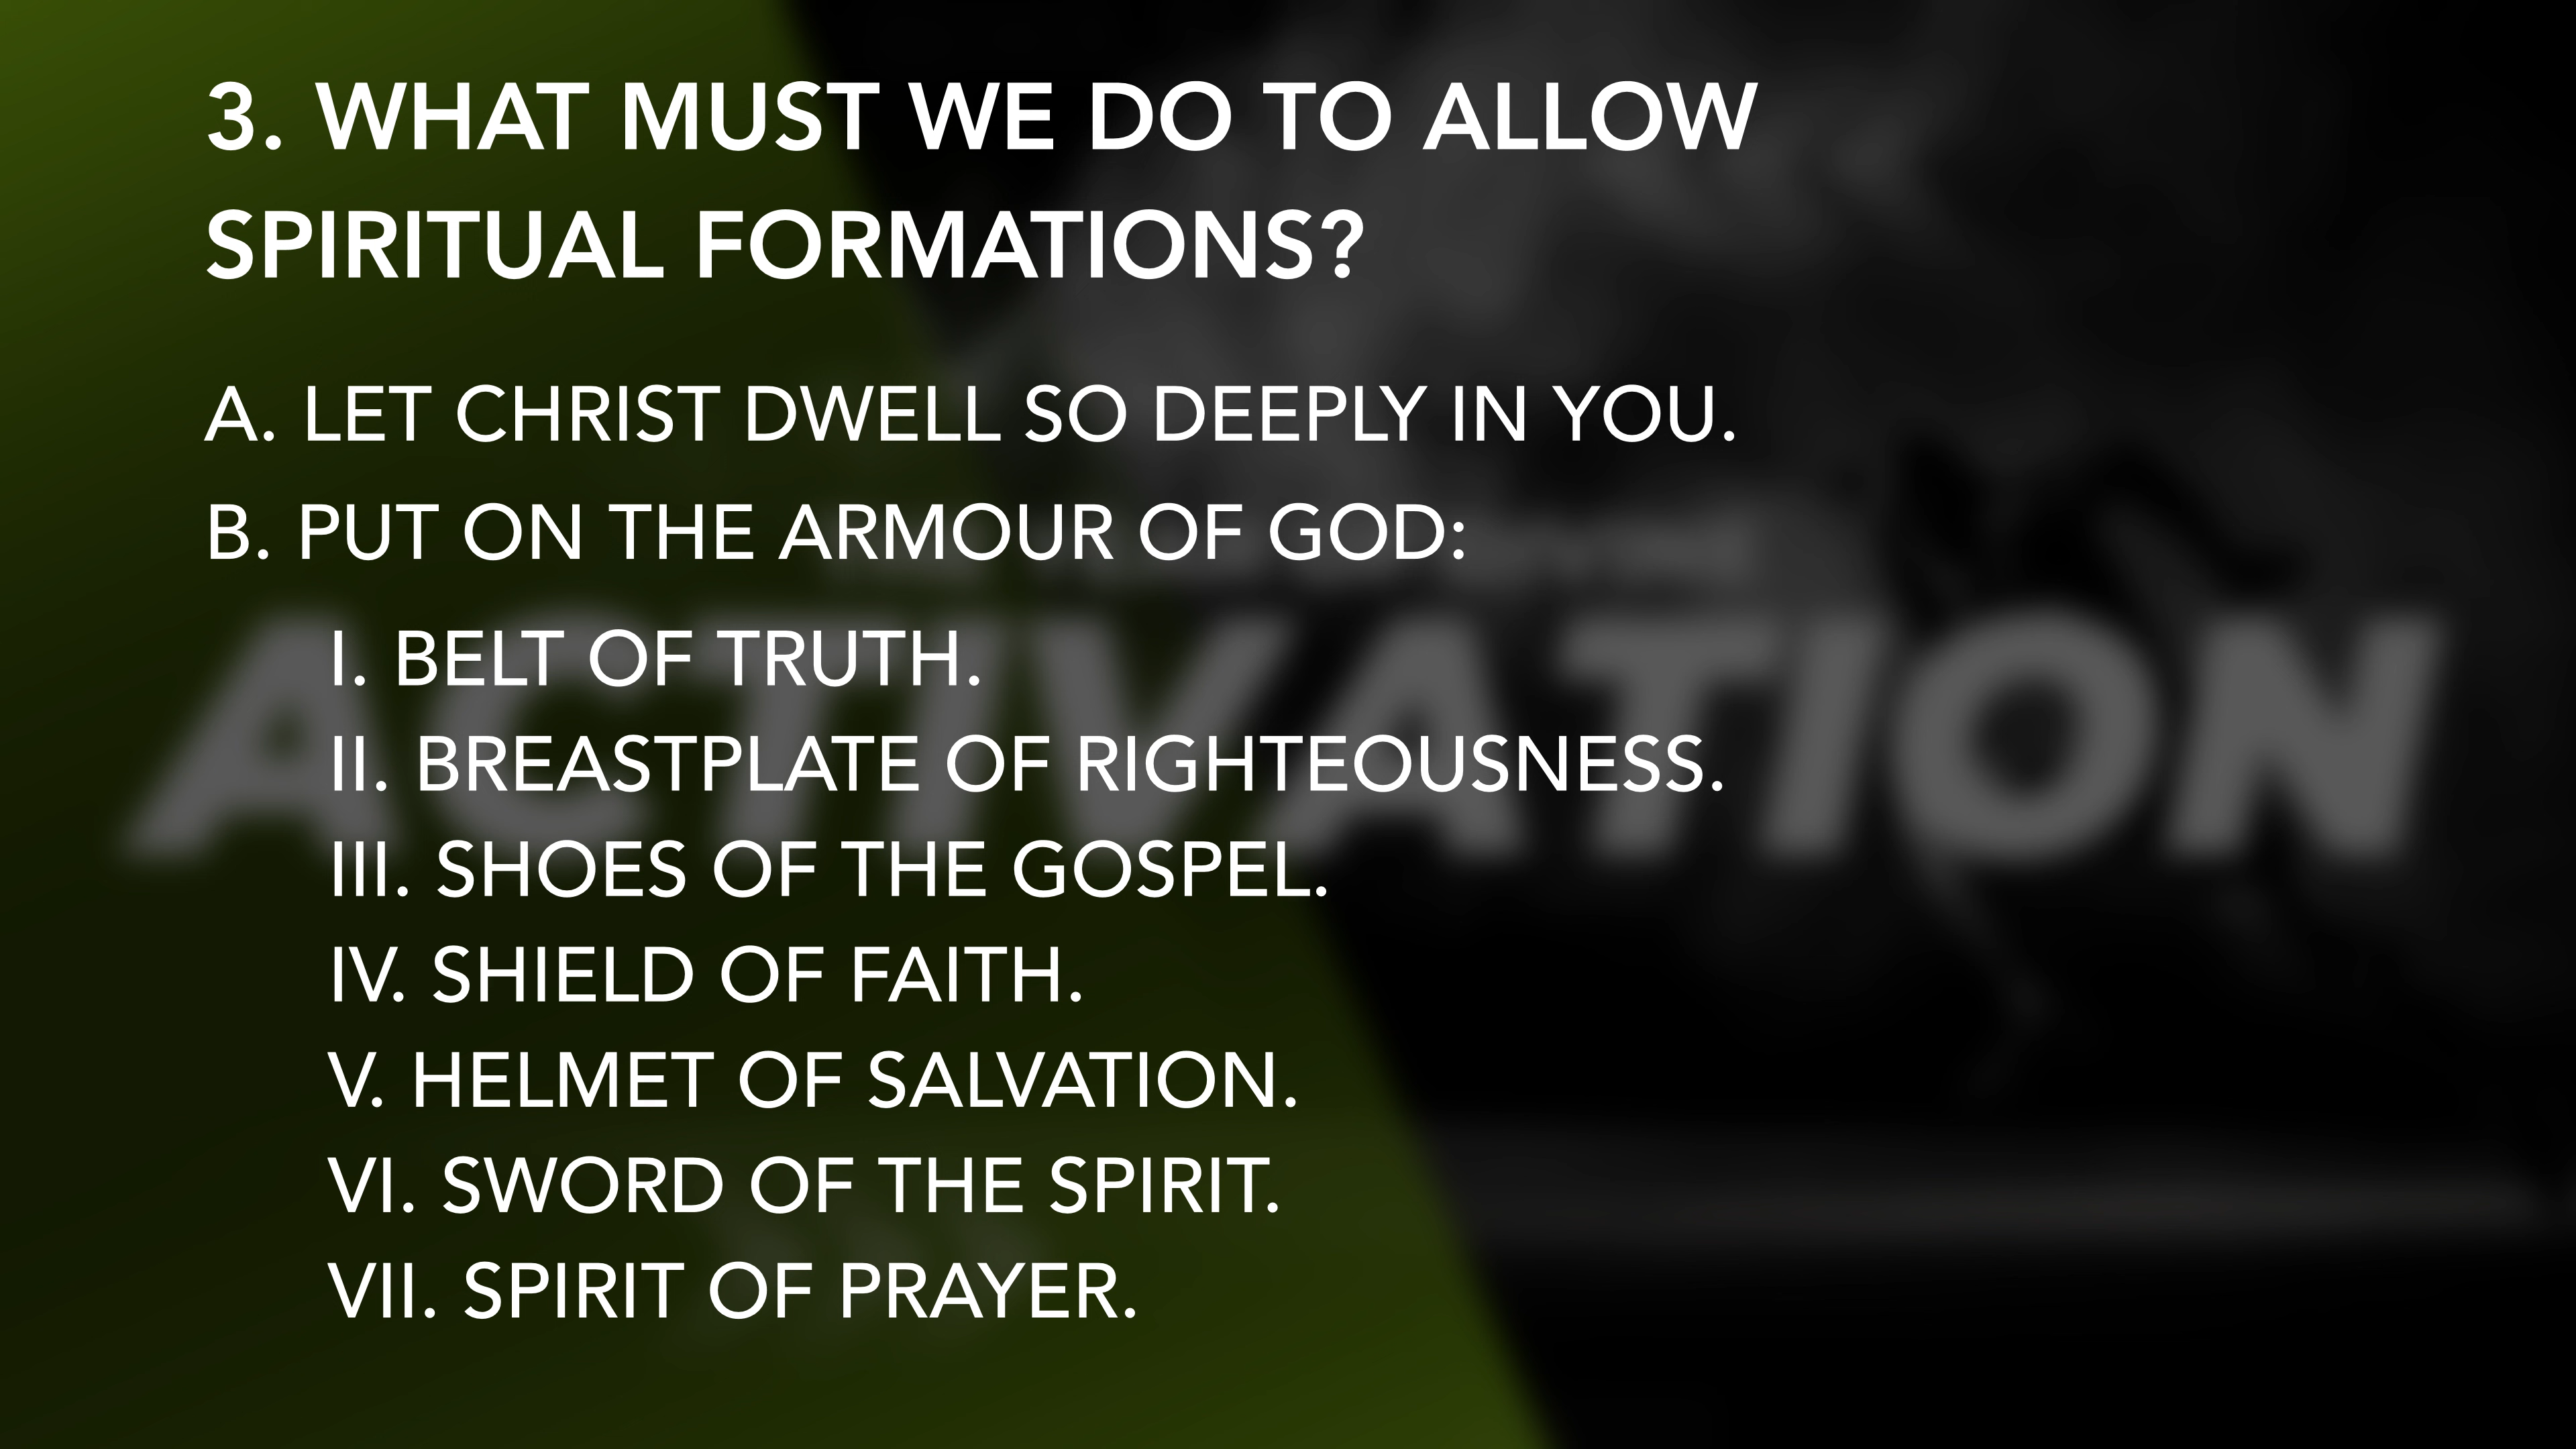 3. WHAT MUST WE DO TO ALLOW
SPIRITUAL FORMATIONS?
A. LET CHRIST DWELL SO DEEPLY IN YOU.
B. PUT ON THE ARMOUR OF GOD:
ACTIVATION
I. BELT OF TRUTH.
II. BREASTPLATE OF RIGHTEOUSNESS.
III. SHOES OF THE GOSPEL.
IV. SHIELD OF FAITH.
V. HELMET OF SALVATION.
VI. SWORD OF THE SPIRIT.
VII. SPIRIT OF PRAYER.